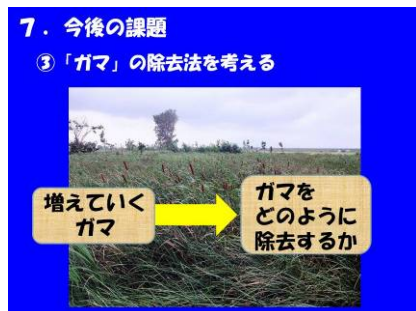 ７．今後の課題
③「ガマ」の除去法を考える
増えていく
ガマ
ガマを
どのように
除去するか